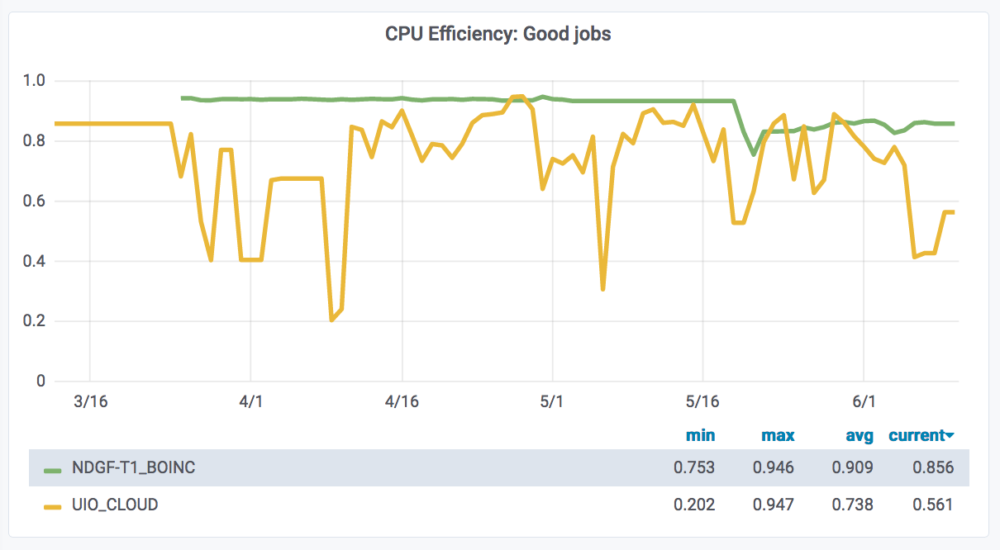 CPU Efficiency: Good jobs
1.0
0.8
0.6
0.4
0.2
0
3/16 4/1 4/16 5/1 5/16 6/1
min max avg current
NDGF-T1_BOINC 0.753 0.946 0.909 0.856
UIO_CLOUD 0.202 0.947 0.738 0.561